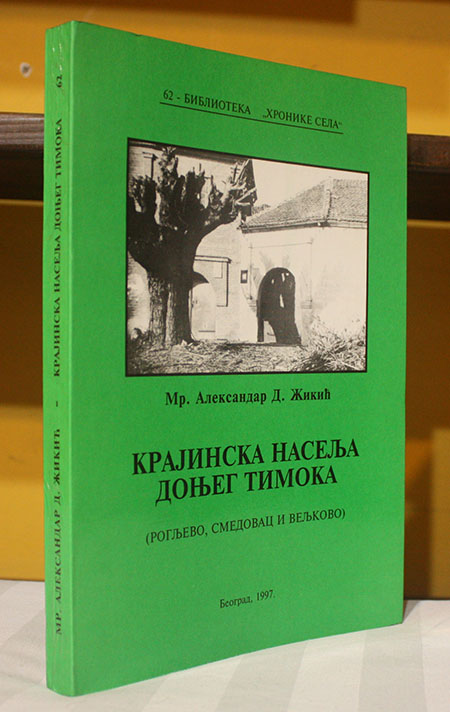 62 - БИБЛИОТЕКА „ХРОНИКЕ СЕЛА“
Мр. Александар Д. Жикић
КРАЈИНСКА НАСЕЉА
ДОЊЕГ ТИМОКА
(РОГЉЕВО, СМЕДОВАЦ И ВЕЉКОВО)
Београд, 1997.
МР. АЛЕКСАНДАР Д. ЖИКИЋ - КРАЈИНСКА НАСЕЉА ДОЊЕГ ТИМОКА 62